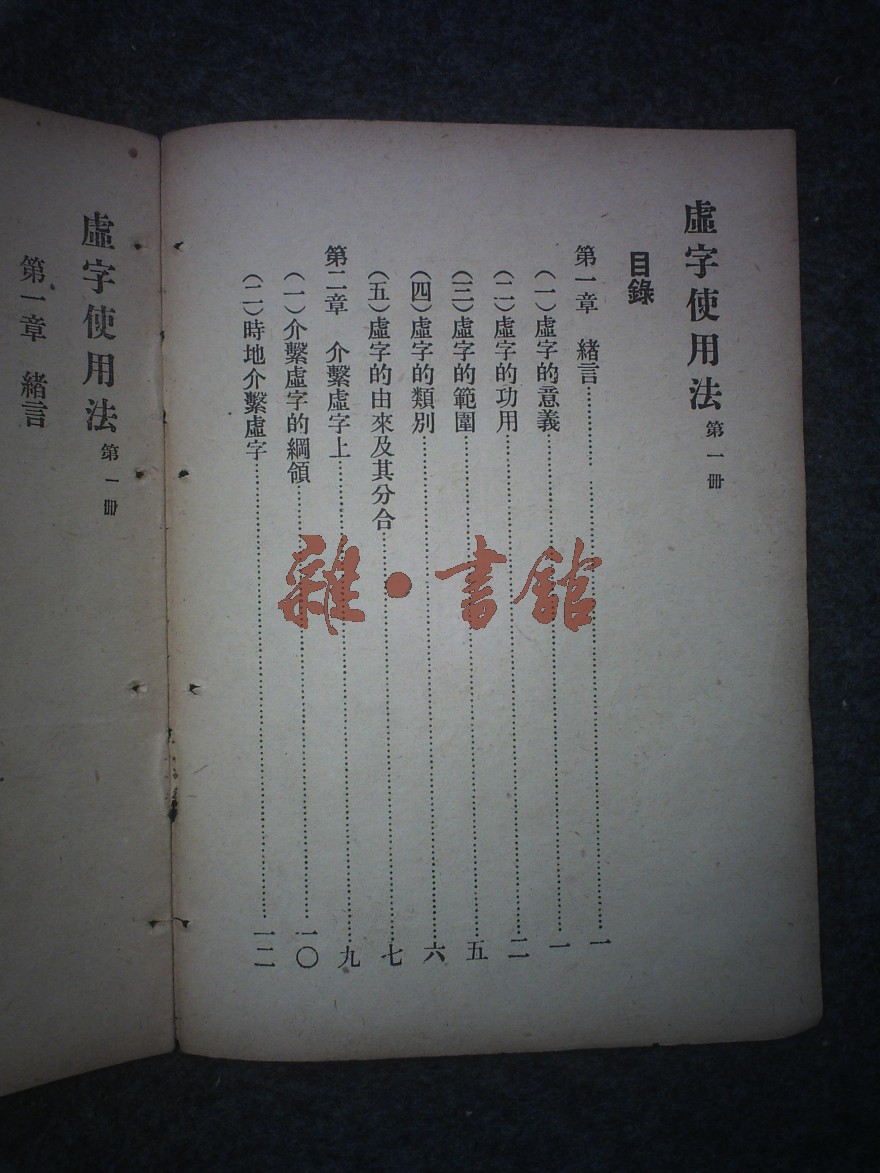 虛字使用法 第一冊
目錄
第一章 緒言……………一
(一)虛字的意義……………一
(二)虛字的功用……………二
(三)虛字的範圍……………五
(四)虛字的類別……………六
(五)虛字的由來及其分合……………七
第二章 介繫虛字上……………九
(一)介繫虛字的綱領……………一〇
(二)時地介繫虛字……………一二
虛字使用法 第一冊
第一章 緒言
雜·書館